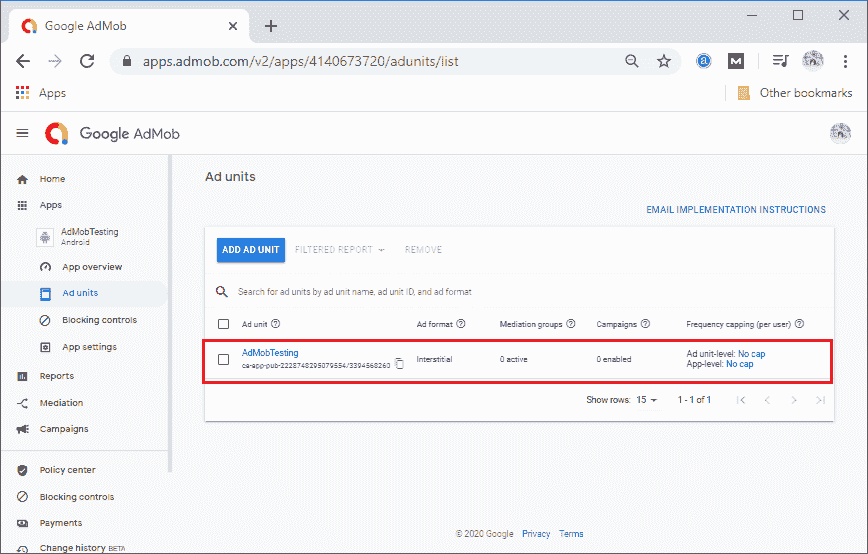 Google AdMob
apps.admob.com/v2/apps/4140673720/adunits/list
Apps
Other bookmarks
Google AdMob
Home
Apps
AdMobTesting
Android
App overview
Ad units
Blocking controls
App settings
Reports
Mediation
Campaigns
Policy center
Blocking controls
Payments
Change history BETA
Ad units
EMAIL IMPLEMENTATION INSTRUCTIONS
ADD AD UNIT FILTERED REPORT REMOVE
Search for ad units by ad unit name, ad unit ID, and ad format
Ad unit Ad format Mediation groups Campaigns Frequency capping (per user)
AdMobTesting Interstitial 0 active 0 enabled Ad unit-level: No cap
ca-app-pub-2228748295079554/3394568260 App-level: No cap
Show rows: 15 1 - 1 of 1
© 2020 Google Privacy Terms